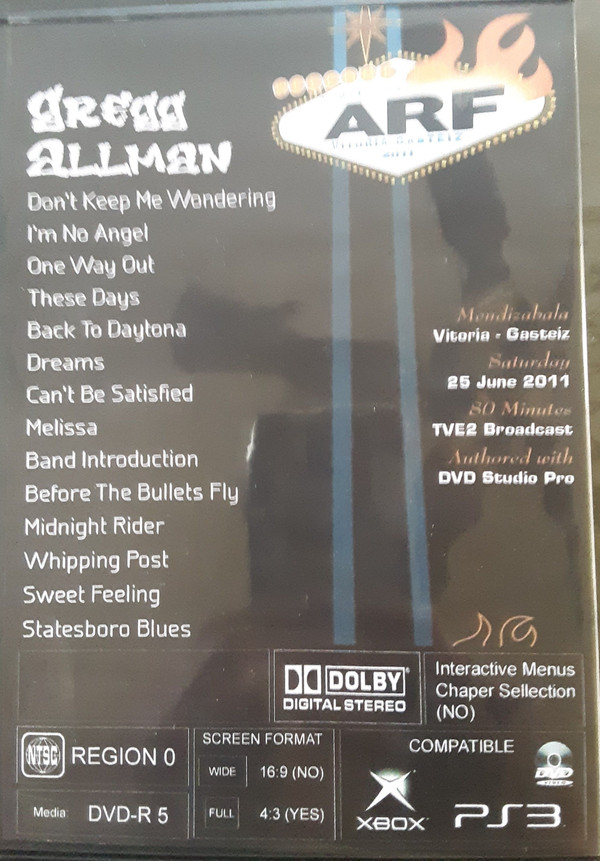 GREGG
ALLMAN
Don't Keep Me Wondering
I'm No Angel
One Way Out
These Days
Back To Daytona
Dreams
Can't Be Satisfied
Melissa
Band Introduction
Before The Bullets Fly
Midnight Rider
Whipping Post
Sweet Feeling
Statesboro Blues
AZKENA
ARF
VITORIA GASTEIZ
2011
Mendizabala
Vitoria - Gasteiz
Saturday
25 June 2011
80 Minutes
TVE2 Broadcast
Authored with
DVD Studio Pro
DOLBY
DIGITAL STEREO
Interactive Menus
Chaper Sellection
(NO)
NTSC
REGION 0
Media: DVD-R 5
SCREEN FORMAT
WIDE 16:9 (NO)
FULL 4:3 (YES)
COMPATIBLE
DVD
XBOX
PS3